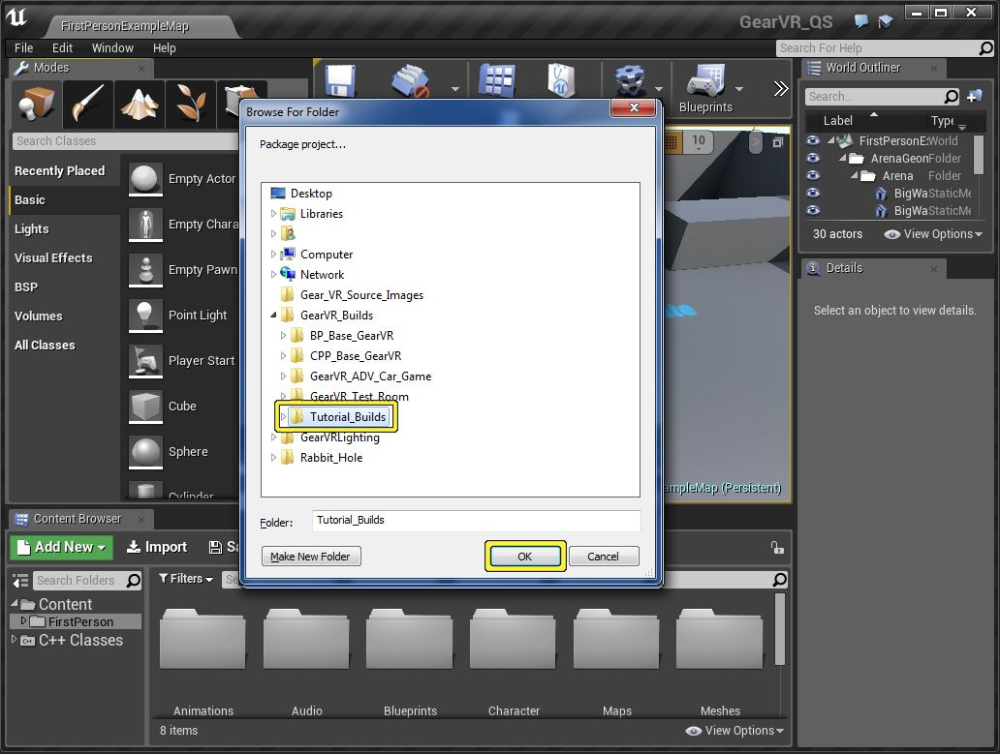 FirstPersonExampleMap
GearVR_QS
File Edit Window Help
Search For Help
Modes
Blueprints
Search Classes
Recently Placed
Basic
Lights
Visual Effects
BSP
Volumes
All Classes
Empty Actor
Empty Chara
Empty Pawn
Point Light
Player Start
Cube
Sphere
Cylinder
Browse For Folder
Package project...
Desktop
Libraries
Computer
Network
Gear_VR_Source_Images
GearVR_Builds
BP_Base_GearVR
CPP_Base_GearVR
GearVR_ADV_Car_Game
GearVR_Test_Room
Tutorial_Builds
GearVRLighting
Rabbit_Hole
Folder: Tutorial_Builds
Make New Folder OK Cancel
10
ampleMap (Persistent)
World Outliner
Search...
Label Type
FirstPersonE: World
ArenaGeon Folder
Arena Folder
BigWa StaticMe
BigWa StaticMe
30 actors View Options
Details
Select an object to view details.
Content Browser
Add New Import Sa
Search Folders
Filters Se
Content
FirstPerson
C++ Classes
Animations Audio Blueprints Character Maps Meshes
8 items View Options